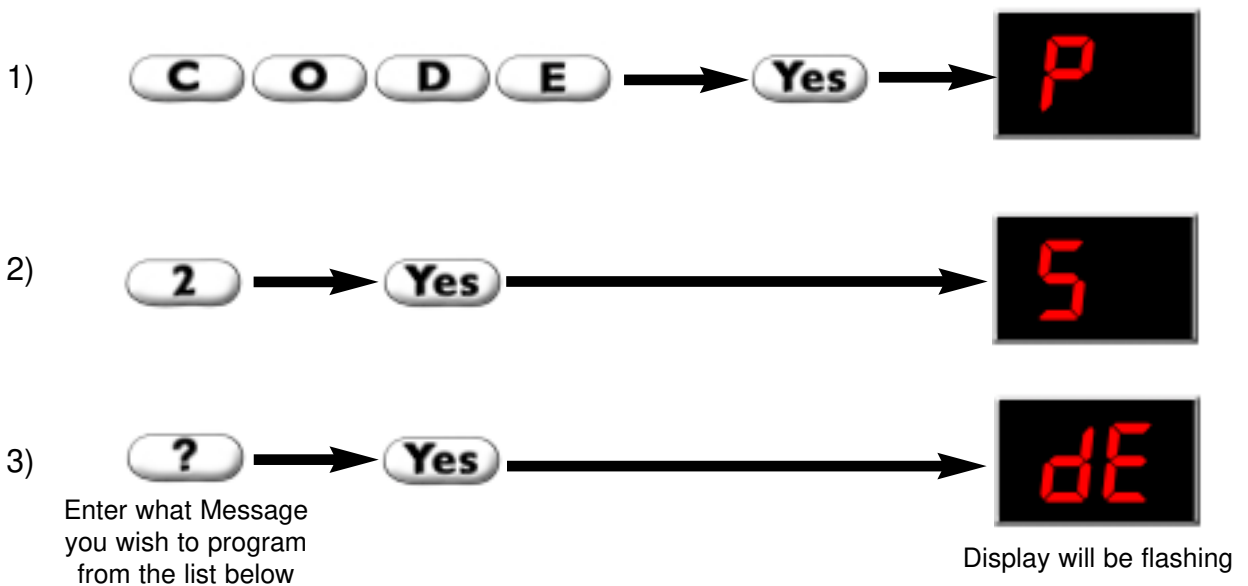 1) C O D E Yes P
2) 2 Yes 5
3) ? Yes dE
Enter what Message
you wish to program
from the list below
Display will be flashing